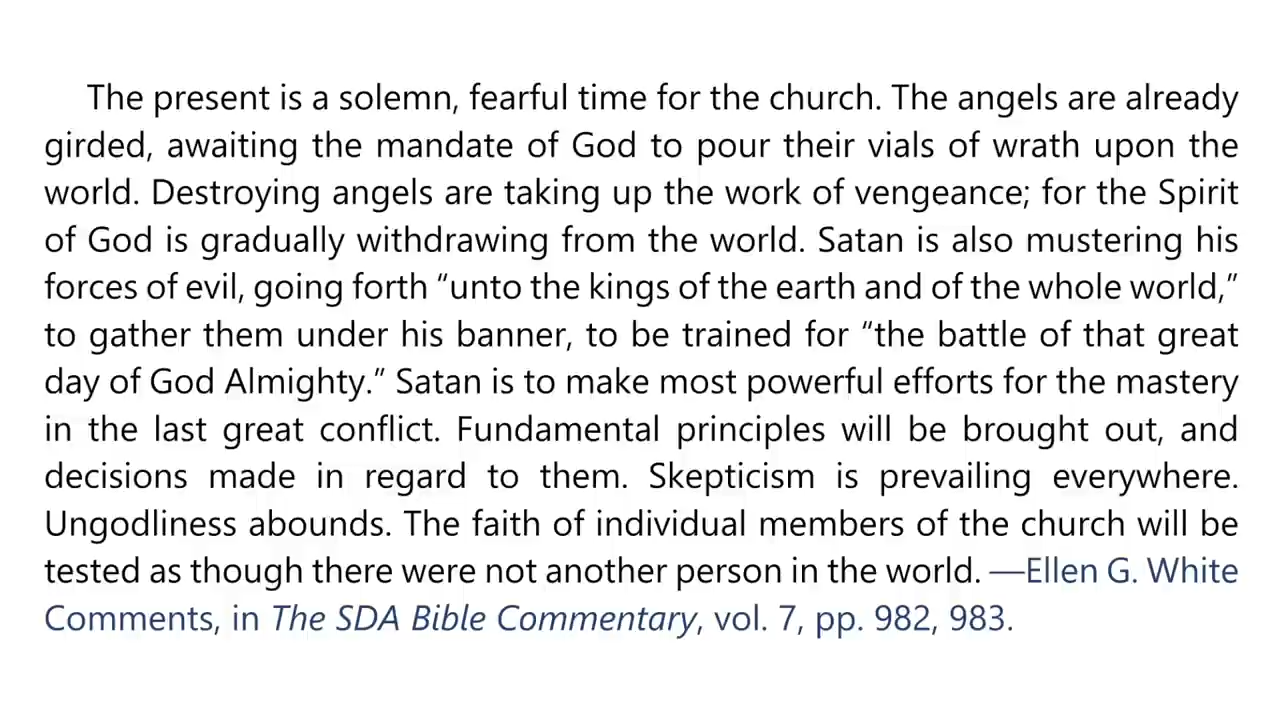 The present is a solemn, fearful time for the church. The angels are already
girded, awaiting the mandate of God to pour their vials of wrath upon the
world. Destroying angels are taking up the work of vengeance; for the Spirit
of God is gradually withdrawing from the world. Satan is also mustering his
forces of evil, going forth “unto the kings of the earth and of the whole world,”
to gather them under his banner, to be trained for “the battle of that great
day of God Almighty.” Satan is to make most powerful efforts for the mastery
in the last great conflict. Fundamental principles will be brought out, and
decisions made in regard to them. Skepticism is prevailing everywhere.
Ungodliness abounds. The faith of individual members of the church will be
tested as though there were not another person in the world. —Ellen G. White
Comments, in The SDA Bible Commentary, vol. 7, pp. 982, 983.